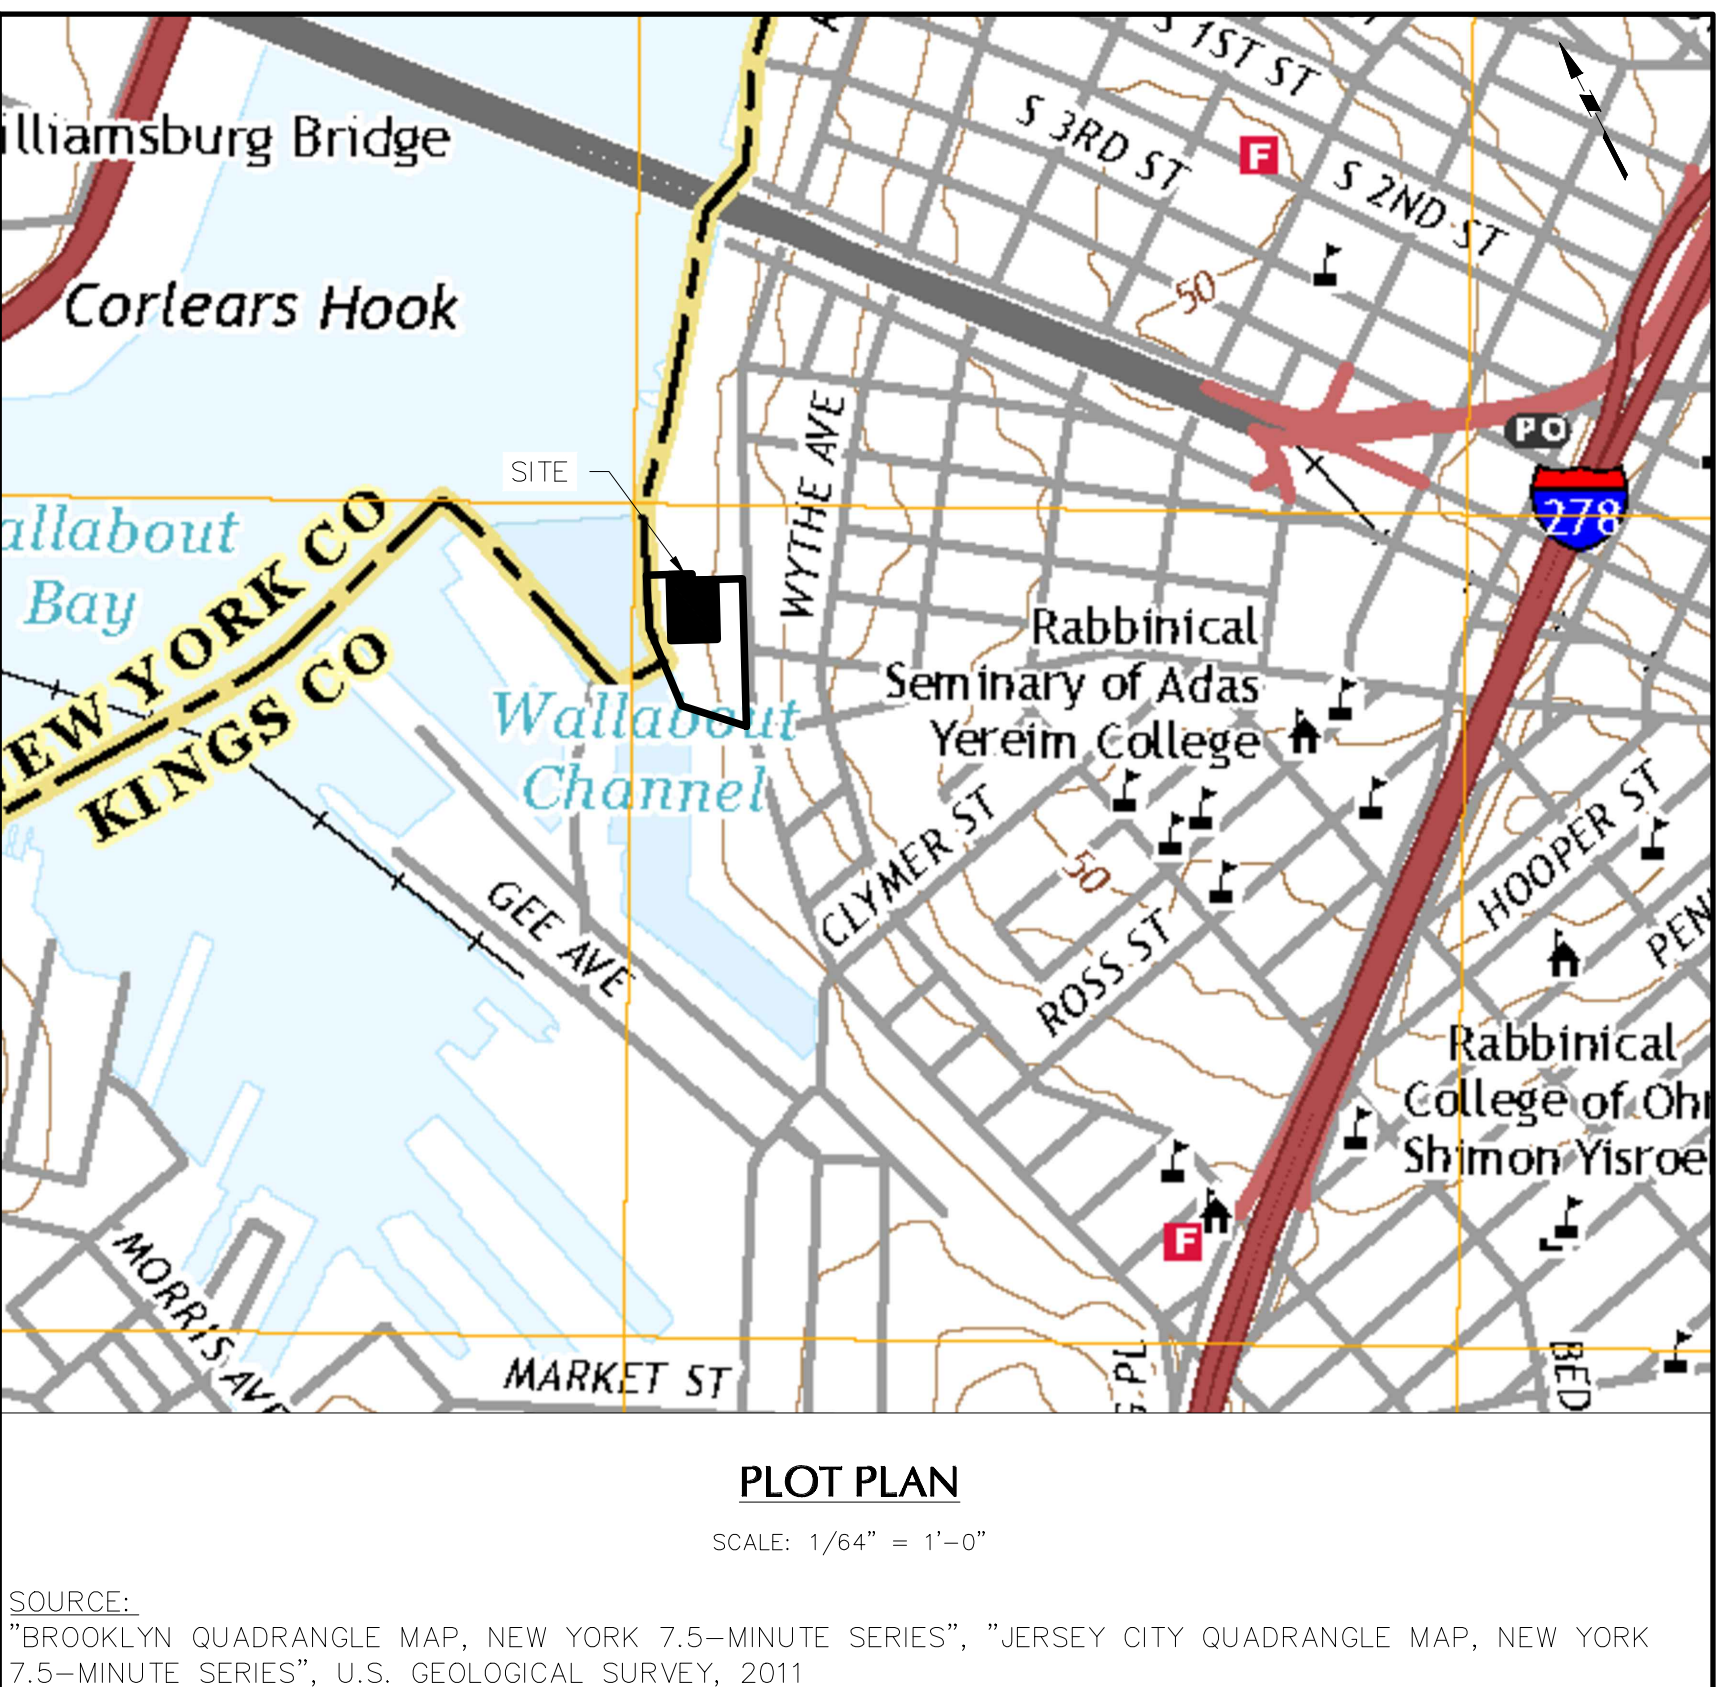 S 1ST ST
illiamsburg Bridge
S 3RD ST
F
S 2ND ST
Corlears Hook
50
PO
WYTHE AVE
SITE
278
allabout
Bay
EW YORK CO
KINGS CO
Rabbinical
Seminary of Adas
Yereim College
Wallabout
Channel
CLYMER ST
50
HOOPER ST
GEE AVE
ROSS ST
PEN
Rabbinical
College of Oh
Shimon Yisroe
F
MORRIS AVE
MARKET ST
PL
BED
PLOT PLAN
SCALE: 1/64" = 1'-0"
SOURCE:
"BROOKLYN QUADRANGLE MAP, NEW YORK 7.5-MINUTE SERIES", "JERSEY CITY QUADRANGLE MAP, NEW YORK
7.5-MINUTE SERIES", U.S. GEOLOGICAL SURVEY, 2011